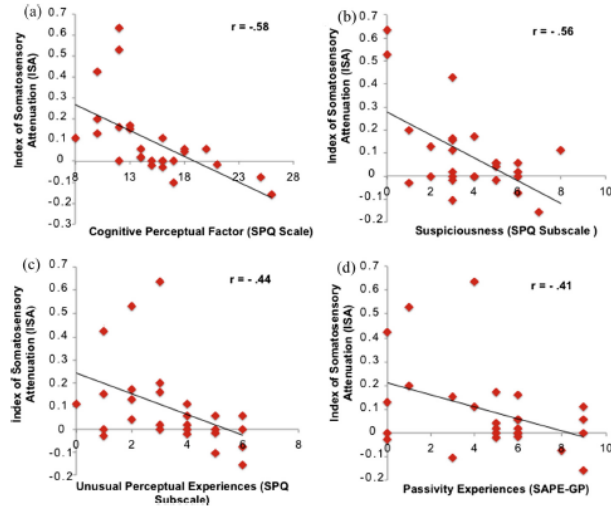 (a)
r = -.58
0.7
0.6
0.5
0.4
0.3
0.2
0.1
0
-0.1
-0.2
-0.3
8 13 18 23 28
Index of Somatosensory
Attenuation (ISA)
Cognitive Perceptual Factor (SPQ Scale)
(b)
r = - .56
0.7
0.6
0.5
0.4
0.3
0.2
0.1
0
-0.1
-0.2
0 2 4 6 8 10
Index of Somatosensory
Attenuation (ISA)
Suspiciousness (SPQ Subscale )
(c)
r = - .44
0.7
0.6
0.5
0.4
0.3
0.2
0.1
0
-0.1
-0.2
0 2 4 6 8
Index of Somatosensory
Attenuation (ISA)
Unusual Perceptual Experiences (SPQ
Subscale)
(d)
r = - .41
0.7
0.6
0.5
0.4
0.3
0.2
0.1
0
-0.1
-0.2
0 2 4 6 8 10
Index of Somatosensory
Attenuation (ISA)
Passivity Experiences (SAPE-GP)